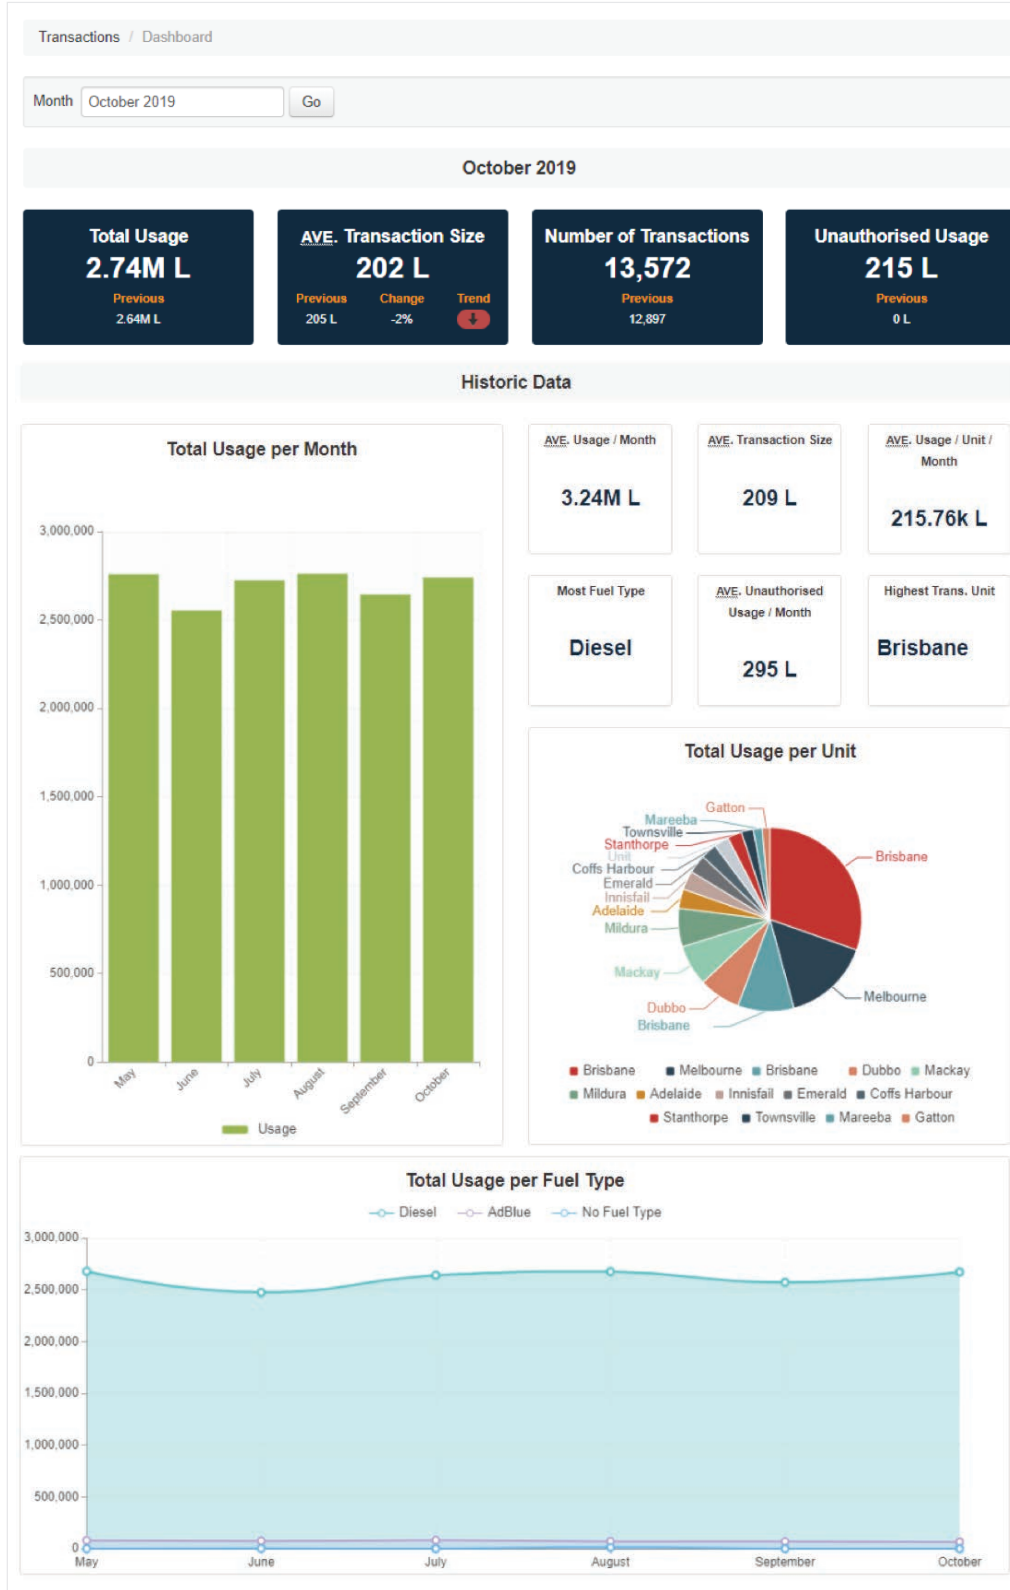 Transactions / Dashboard
Month October 2019 Go
October 2019
Total Usage
2.74M L
Previous
2.64M L
AVE. Transaction Size
202 L
Previous Change Trend
205 L -2%
Number of Transactions
13,572
Previous
12,897
Unauthorised Usage
215 L
Previous
0 L
Historic Data
Total Usage per Month
3,000,000
2,500,000
2,000,000
1,500,000
1,000,000
500,000
0
May
June
July
August
September
October
Usage
AVE. Usage / Month
3.24M L
AVE. Transaction Size
209 L
AVE. Usage / Unit /
Month
215.76k L
Most Fuel Type
Diesel
AVE. Unauthorised
Usage / Month
295 L
Highest Trans. Unit
Brisbane
Total Usage per Unit
Gatton
Mareeba
Townsville
Stanthorpe
Unit
Coffs Harbour
Emerald
Innisfail
Adelaide
Mildura
Mackay
Dubbo
Brisbane
Brisbane
Melbourne
Brisbane Melbourne Brisbane Dubbo Mackay
Mildura Adelaide Innisfail Emerald Coffs Harbour
Stanthorpe Townsville Mareeba Gatton
Total Usage per Fuel Type
Diesel AdBlue No Fuel Type
3,000,000
2,500,000
2,000,000
1,500,000
1,000,000
500,000
0
May June July August September October